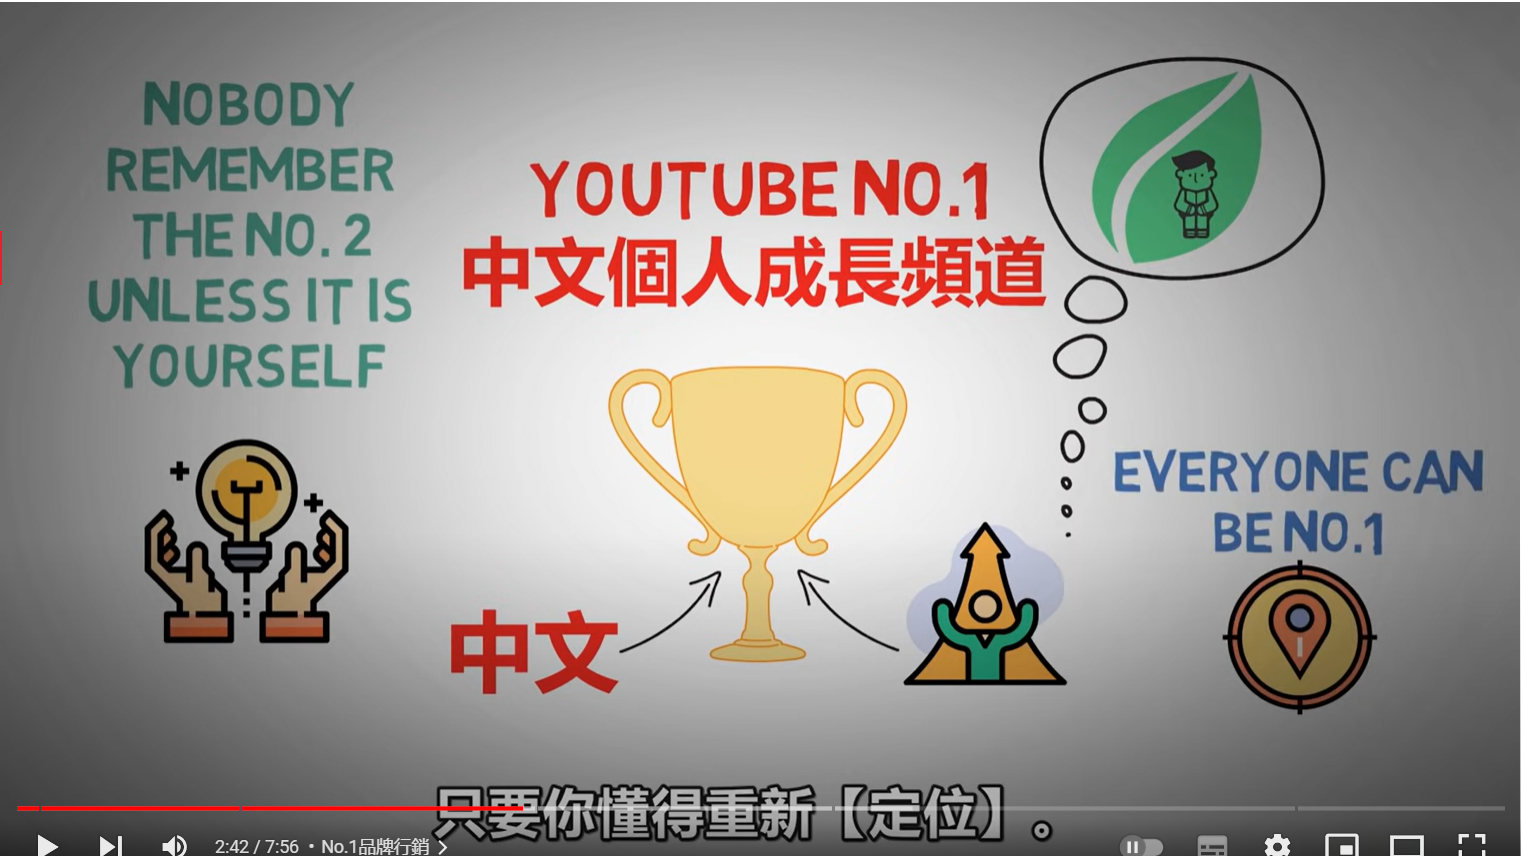 NOBODY
REMEMBER
THE NO. 2
UNLESS IT IS
YOURSELF
YOUTUBE NO.1
中文個人成長頻道
EVERYONE CAN
BE NO.1
中文
只要你懂得重新【定位】。
2:42 / 7:56 • No.1品牌行銷